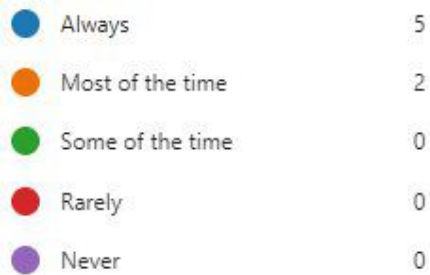 Always 5
Most of the time 2
Some of the time 0
Rarely 0
Never 0